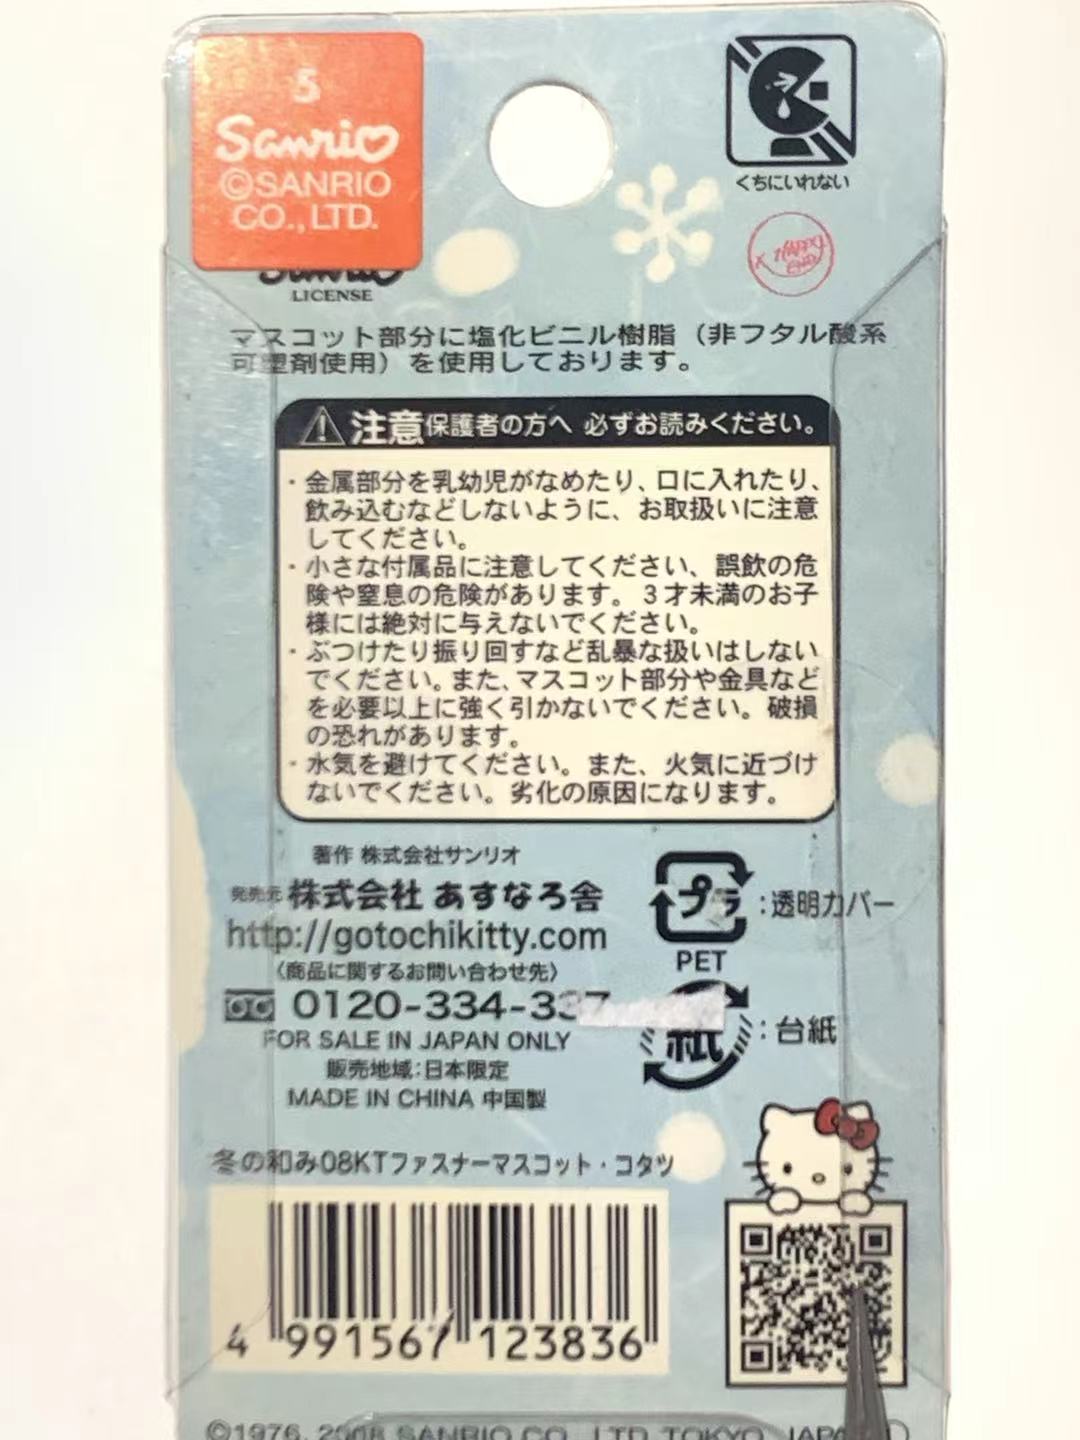 5
Sanrio
©SANRIO
CO.,LTD.
くちにいれない
HAPPY
END
Sanrio
LICENSE
マスコット部分に塩化ビニル樹脂(非フタル酸系
可塑剤使用)を使用しております。
注意保護者の方へ 必ずお読みください。
・金属部分を乳幼児がなめたり、口に入れたり、
飲み込むなどしないように、お取扱いに注意
してください。
・小さな付属品に注意してください、誤飲の危
険や窒息の危険があります。3才未満のお子
様には絶対に与えないでください。
・ぶつけたり振り回すなど乱暴な扱いはしない
でください。また、マスコット部分や金具など
を必要以上に強く引かないでください。破損
の恐れがあります。
・水気を避けてください。また、火気に近づけ
ないでください。劣化の原因になります。
著作 株式会社サンリオ
発売元 株式会社 あすなろ舎
http://gotochikitty.com
〈商品に関するお問い合わせ先〉
0120-334-337
FOR SALE IN JAPAN ONLY
販売地域:日本限定
MADE IN CHINA 中国製
プラ:透明カバー
PET
紙:台紙
冬の和み08KTファスナーマスコット・コタツ
4 991567 123836
©1976, 2008 SANRIO CO., LTD. TOKYO, JAPAN